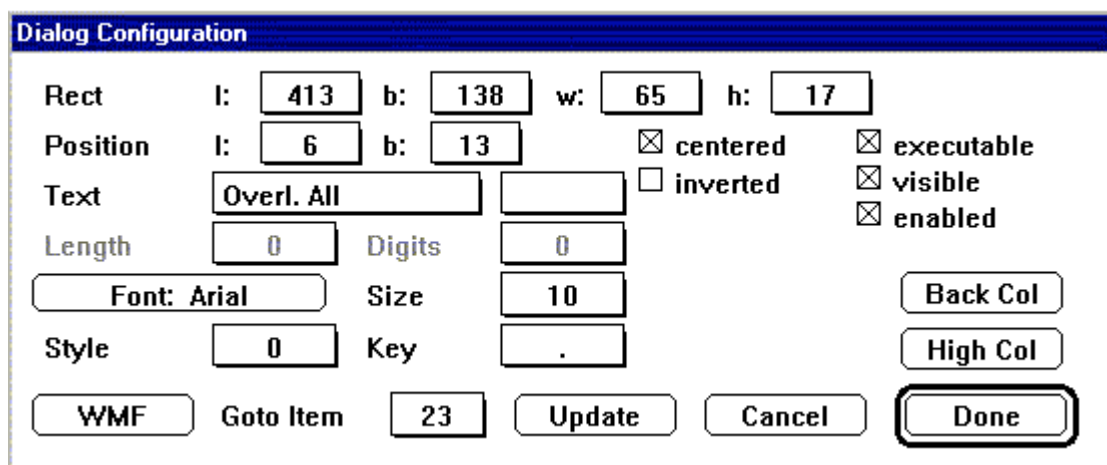 Dialog Configuration
Rect l: 413 b: 138 w: 65 h: 17
Position l: 6 b: 13 centered executable
Text Overl. All inverted visible
enabled
Length 0 Digits 0
Font: Arial Size 10 Back Col
Style 0 Key . High Col
WMF Goto Item 23 Update Cancel Done